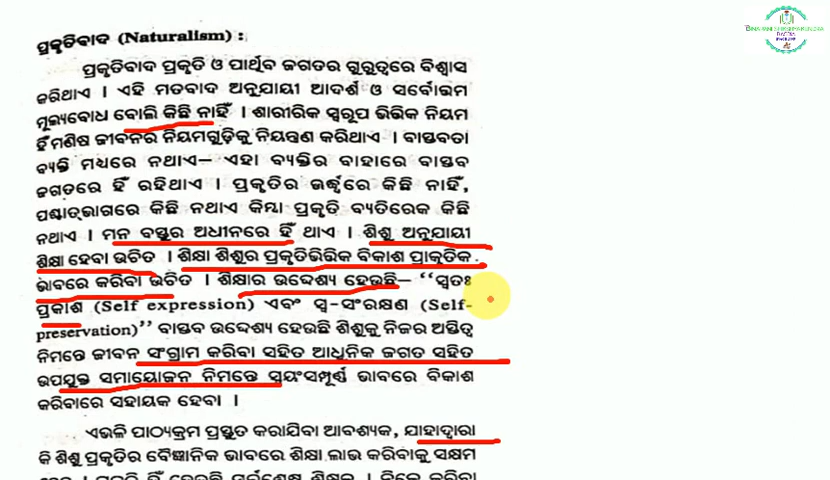 ପ୍ରକୃତିବାଦ (Naturalism) :
ପ୍ରକୃତିବାଦ ପ୍ରକୃତି ଓ ପାର୍ଥିବ ଜଗତର ଗୁରୁତ୍ୱରେ ବିଶ୍ୱାସ
କରିଥାଏ । ଏହି ମତବାଦ ଅନୁଯାୟୀ ଆଦର୍ଶ ଓ ସର୍ବୋତ୍ତମ
ମୂଲ୍ୟବୋଧ ବୋଲି କିଛି ନାହିଁ । ଶାରୀରିକ ସ୍ୱରୂପ ଭିତ୍ତିକ ନିୟମ
ହିଁ ମଣିଷ ଜୀବନର ନିୟମଗୁଡ଼ିକୁ ନିୟନ୍ତ୍ରଣ କରିଥାଏ । ବାସ୍ତବତା
ବ୍ୟକ୍ତି ମଧ୍ୟରେ ନଥାଏ– ଏହା ବ୍ୟକ୍ତିର ବାହାରେ ବାସ୍ତବ
ଜଗତରେ ହିଁ ରହିଥାଏ । ପ୍ରକୃତିର ଊର୍ଦ୍ଧ୍ୱରେ କିଛି ନାହିଁ,
ପଶ୍ଚାତ୍‌ଭାଗରେ କିଛି ନଥାଏ କିମ୍ବା ପ୍ରକୃତି ବ୍ୟତିରେକ କିଛି
ନଥାଏ । ମନ ବସ୍ତୁର ଅଧୀନରେ ହିଁ ଥାଏ । ଶିଶୁ ଅନୁଯାୟୀ
ଶିକ୍ଷା ହେବା ଉଚିତ । ଶିକ୍ଷା ଶିଶୁର ପ୍ରକୃତିଭିତ୍ତିକ ବିକାଶ ପ୍ରାକୃତିକ
ଭାବରେ କରିବା ଉଚିତ । ଶିକ୍ଷାର ଉଦ୍ଦେଶ୍ୟ ହେଉଛି– ‘‘ସ୍ୱତଃ
ପ୍ରକାଶ (Self expression) ଏବଂ ସ୍ୱ-ସଂରକ୍ଷଣ (Self-
preservation)’’ ବାସ୍ତବ ଉଦ୍ଦେଶ୍ୟ ହେଉଛି ଶିଶୁକୁ ନିଜର ଅସ୍ତିତ୍ୱ
ନିମନ୍ତେ ଜୀବନ ସଂଗ୍ରାମ କରିବା ସହିତ ଆଧୁନିକ ଜଗତ ସହିତ
ଉପଯୁକ୍ତ ସମାୟୋଜନ ନିମନ୍ତେ ସ୍ୱୟଂସମ୍ପୂର୍ଣ୍ଣ ଭାବରେ ବିକାଶ
କରିବାରେ ସହାୟକ ହେବା ।
ଏଭଳି ପାଠ୍ୟକ୍ରମ ପ୍ରସ୍ତୁତ କରାଯିବା ଆବଶ୍ୟକ, ଯାହାଦ୍ୱାରା
କି ଶିଶୁ ପ୍ରକୃତିର ବୈଜ୍ଞାନିକ ଭାବରେ ଶିକ୍ଷା ଲାଭ କରିବାକୁ ସକ୍ଷମ